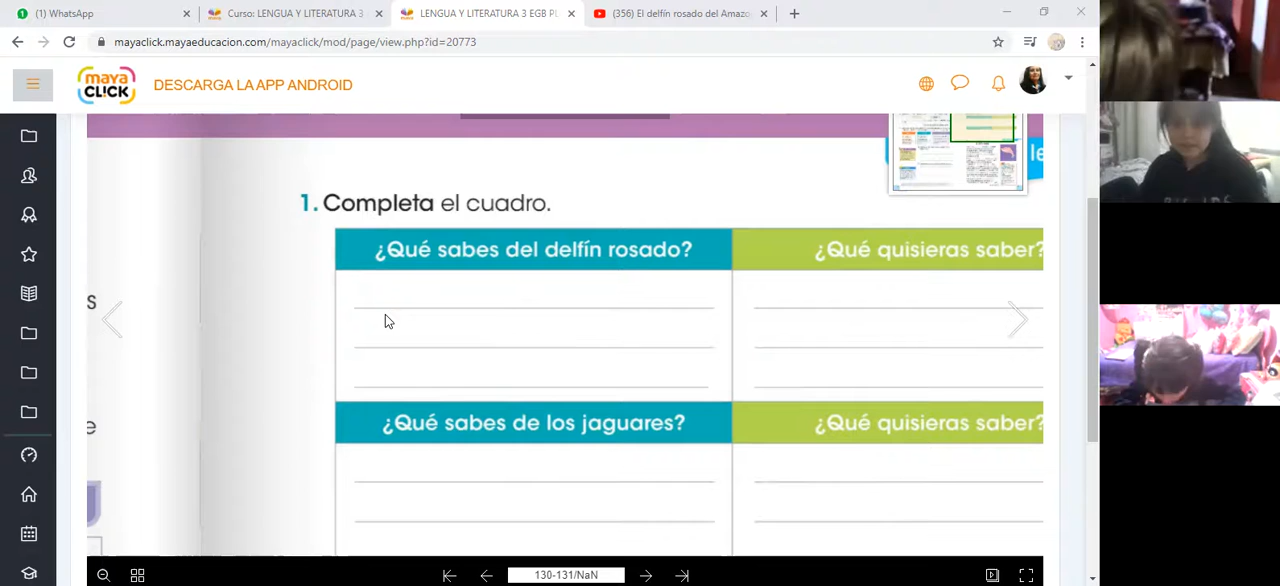 (1) WhatsApp
Curso: LENGUA Y LITERATURA 3
LENGUA Y LITERATURA 3 EGB PL
(356) El delfín rosado del Amazo
mayaclick.mayaeducacion.com/mayaclick/mod/page/view.php?id=20773
maya
CLICK
DESCARGA LA APP ANDROID
le
1. Completa el cuadro.
¿Qué sabes del delfín rosado?
¿Qué quisieras saber?
s
e
¿Qué sabes de los jaguares?
¿Qué quisieras saber?
130-131/NaN